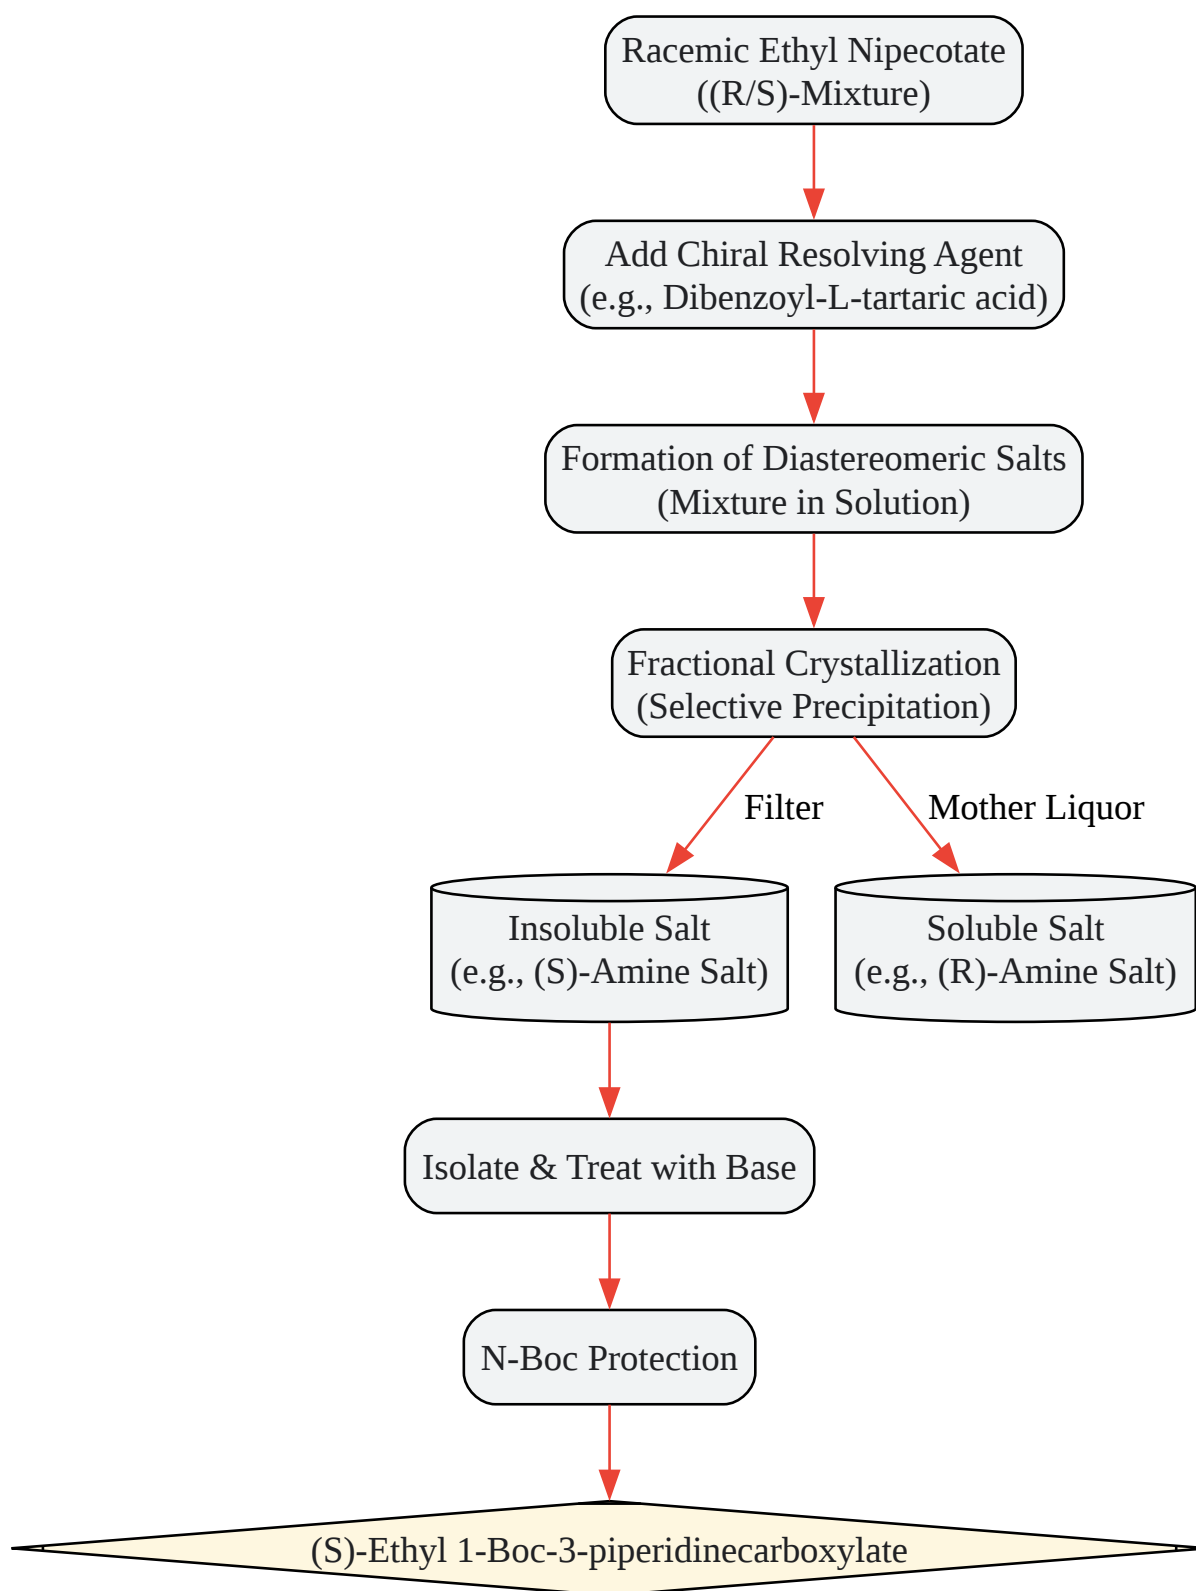 Racemic Ethyl Nipecotate
((R/S)-Mixture)
Add Chiral Resolving Agent
(e.g., Dibenzoyl-L-tartaric acid)
Formation of Diastereomeric Salts
(Mixture in Solution)
Fractional Crystallization
(Selective Precipitation)
Filter
Mother Liquor
Insoluble Salt
(e.g., (S)-Amine Salt)
Soluble Salt
(e.g., (R)-Amine Salt)
Isolate & Treat with Base
N-Boc Protection
(S)-Ethyl 1-Boc-3-piperidinecarboxylate